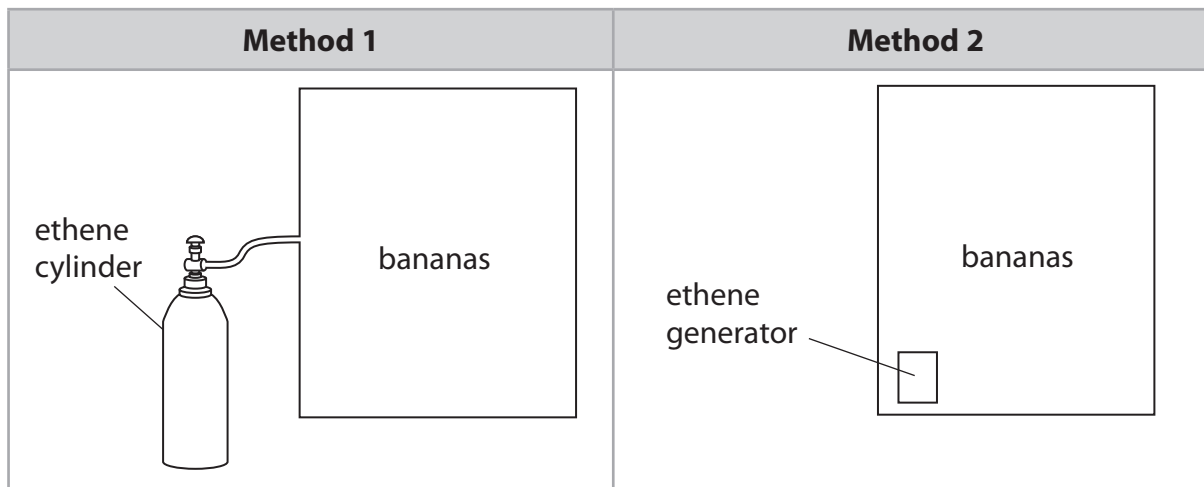 Method 1
Method 2
ethene
cylinder
bananas
ethene
generator
bananas